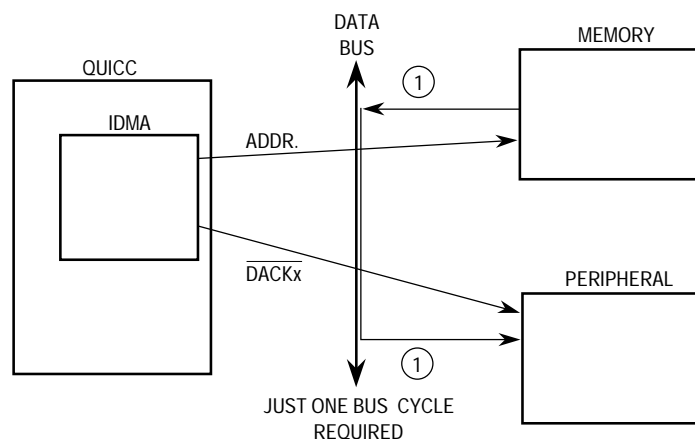 DATA
BUS
MEMORY
QUICC
1
IDMA
ADDR.
DACKx
PERIPHERAL
1
JUST ONE BUS CYCLE
REQUIRED